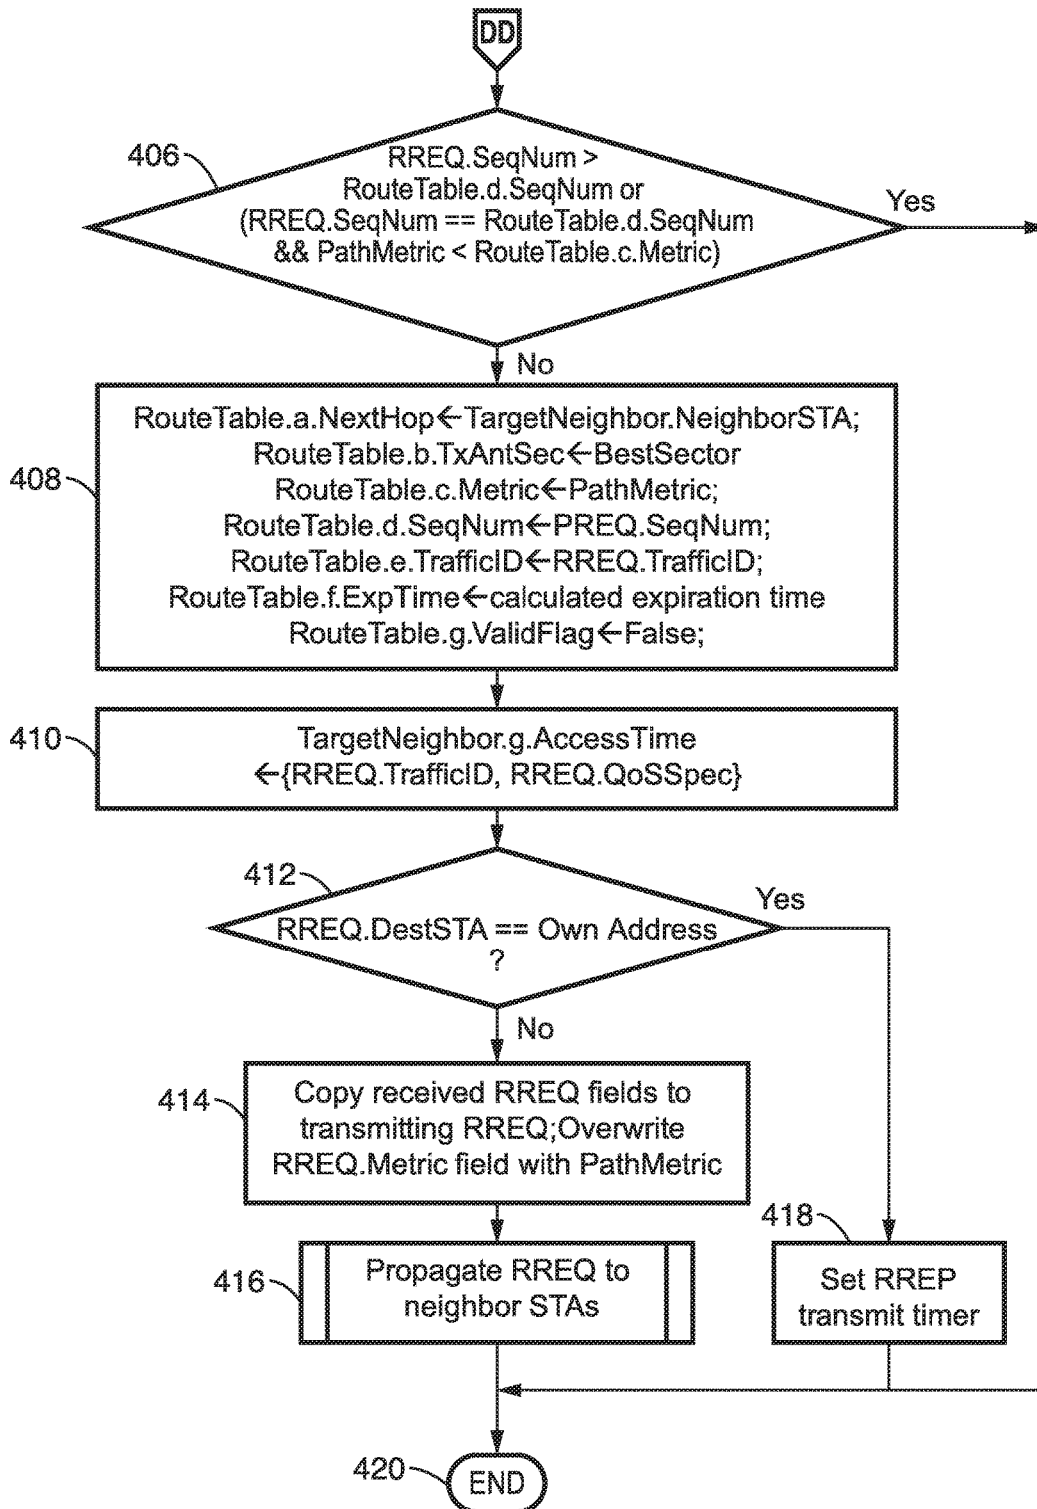 DD
406
RREQ.SeqNum >
RouteTable.d.SeqNum or
(RREQ.SeqNum == RouteTable.d.SeqNum
&& PathMetric < RouteTable.c.Metric)
Yes
No
408
RouteTable.a.NextHop←TargetNeighbor.NeighborSTA;
RouteTable.b.TxAntSec←BestSector
RouteTable.c.Metric←PathMetric;
RouteTable.d.SeqNum←PREQ.SeqNum;
RouteTable.e.TrafficID←RREQ.TrafficID;
RouteTable.f.ExpTime←calculated expiration time
RouteTable.g.ValidFlag←False;
410
TargetNeighbor.g.AccessTime
←{RREQ.TrafficID, RREQ.QoSSpec}
412
Yes
RREQ.DestSTA == Own Address
?
No
414
Copy received RREQ fields to
transmitting RREQ;Overwrite
RREQ.Metric field with PathMetric
416
Propagate RREQ to
neighbor STAs
418
Set RREP
transmit timer
420
END